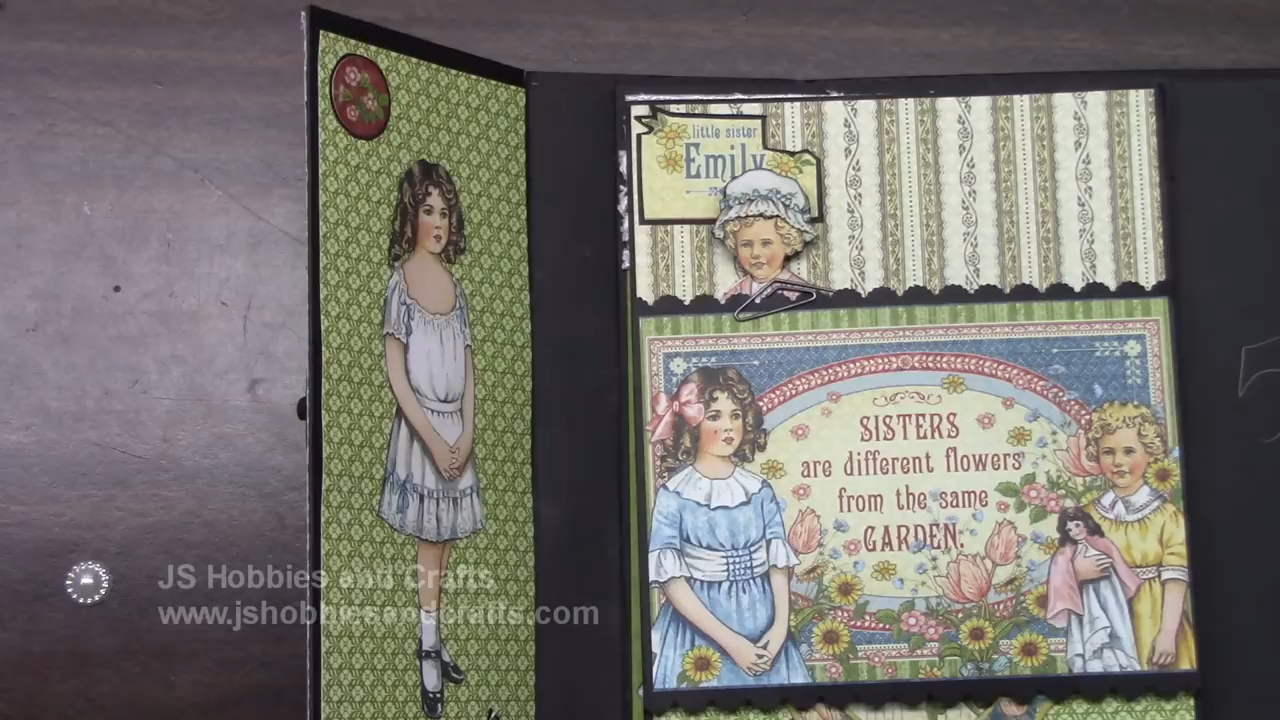 little sister
Emily
SISTERS
are different flowers
from the same
GARDEN.
JS Hobbies and Crafts
www.jshobbiesandcrafts.com